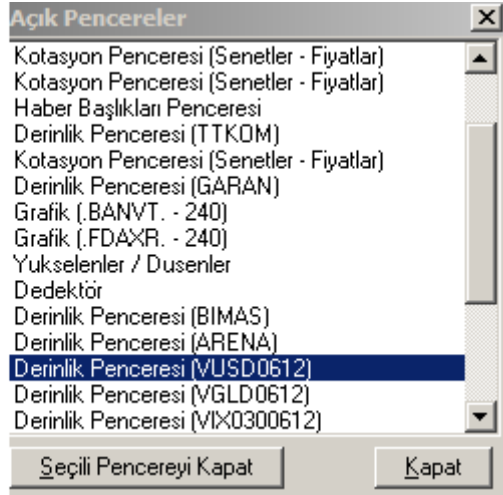 Açık Pencereler
Kotasyon Penceresi (Senetler - Fiyatlar)
Kotasyon Penceresi (Senetler - Fiyatlar)
Haber Başlıkları Penceresi
Derinlik Penceresi (TTKOM)
Kotasyon Penceresi (Senetler - Fiyatlar)
Derinlik Penceresi (GARAN)
Grafik (.BANVT. - 240)
Grafik (.FDAXR. - 240)
Yukselenler / Dusenler
Dedektör
Derinlik Penceresi (BIMAS)
Derinlik Penceresi (ARENA)
Derinlik Penceresi (VUSD0612)
Derinlik Penceresi (VGLD0612)
Derinlik Penceresi (VIX0300612)
Seçili Pencereyi Kapat
Kapat